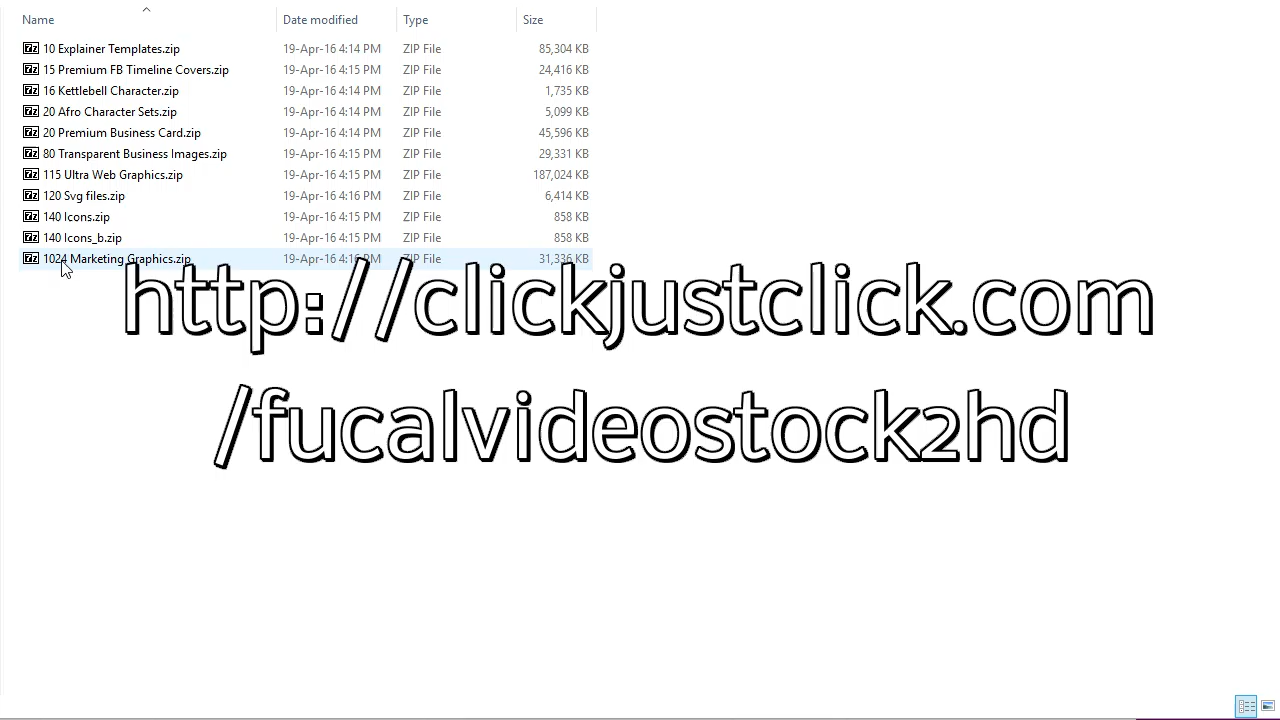 Name Date modified Type Size
10 Explainer Templates.zip 19-Apr-16 4:14 PM ZIP File 85,304 KB
15 Premium FB Timeline Covers.zip 19-Apr-16 4:15 PM ZIP File 24,416 KB
16 Kettlebell Character.zip 19-Apr-16 4:14 PM ZIP File 1,735 KB
20 Afro Character Sets.zip 19-Apr-16 4:14 PM ZIP File 5,099 KB
20 Premium Business Card.zip 19-Apr-16 4:14 PM ZIP File 45,596 KB
80 Transparent Business Images.zip 19-Apr-16 4:15 PM ZIP File 29,331 KB
115 Ultra Web Graphics.zip 19-Apr-16 4:15 PM ZIP File 187,024 KB
120 Svg files.zip 19-Apr-16 4:16 PM ZIP File 6,414 KB
140 Icons.zip 19-Apr-16 4:15 PM ZIP File 858 KB
140 Icons_b.zip 19-Apr-16 4:15 PM ZIP File 858 KB
1024 Marketing Graphics.zip 19-Apr-16 4:16 PM ZIP File 31,336 KB
http://clickjustclick.com
/fucalvideostock2hd